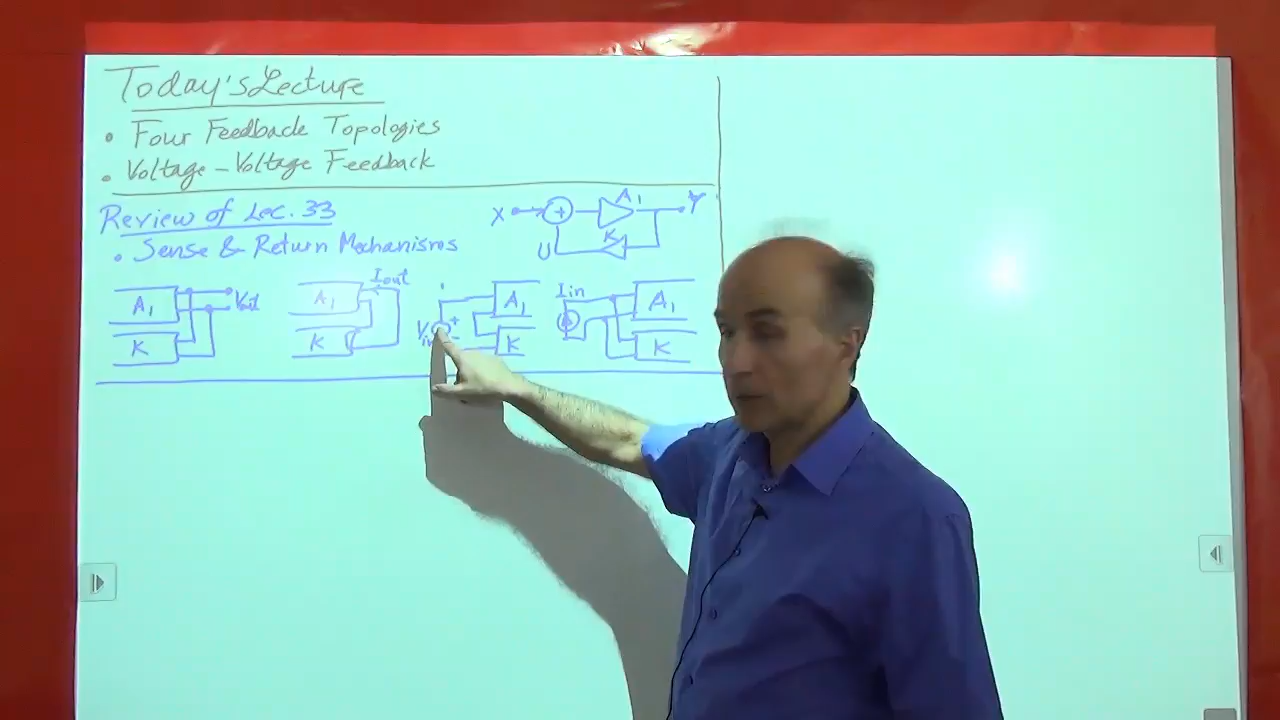 Today's Lecture
• Four Feedback Topologies
• Voltage-Voltage Feedback
Review of Lec. 33
• Sense & Return Mechanisms
X + A1 Y
U K
A1 Vout
K
Iout
A1
K
A1
+
-
K
Iin
A1
K